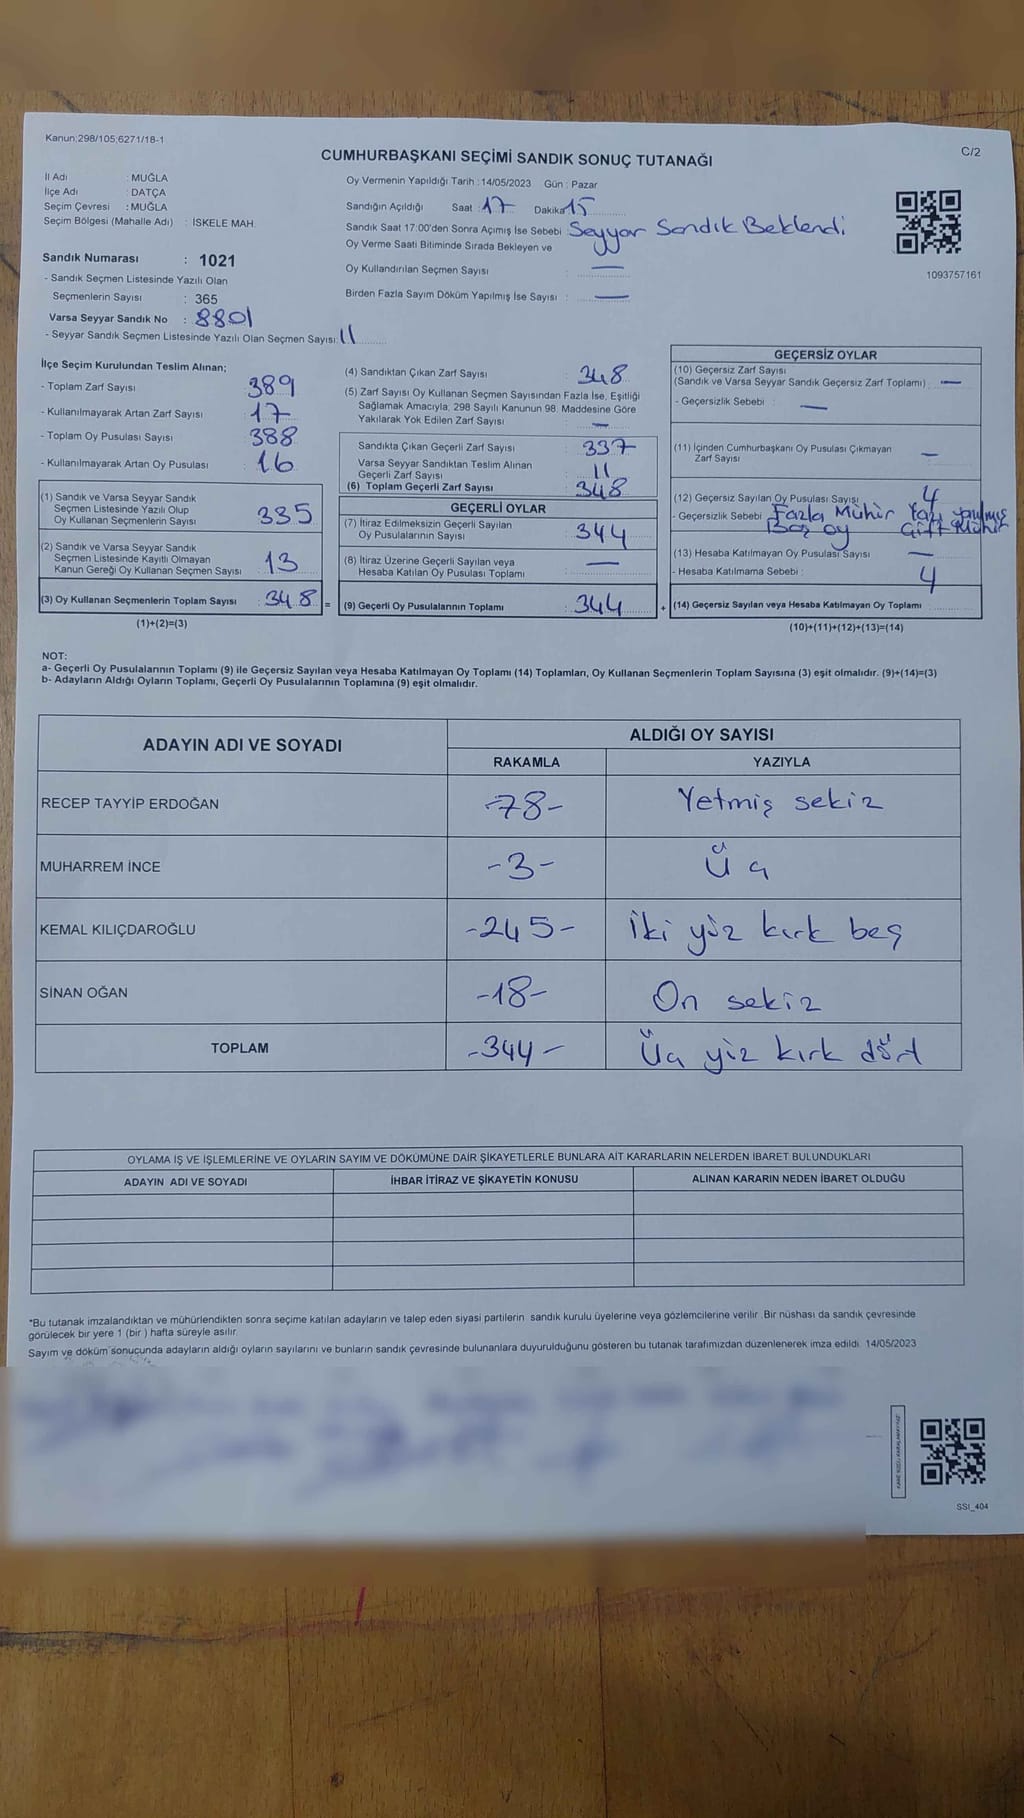 Kanun;298/105;6271/18-1
C/2
CUMHURBAŞKANI SEÇİMİ SANDIK SONUÇ TUTANAĞI
İl Adı : MUĞLA
İlçe Adı : DATÇA
Seçim Çevresi : MUĞLA
Seçim Bölgesi (Mahalle Adı) : İSKELE MAH.
Sandık Numarası : 1021
- Sandık Seçmen Listesinde Yazılı Olan
Seçmenlerin Sayısı : 365
Varsa Seyyar Sandık No : 8801
- Seyyar Sandık Seçmen Listesinde Yazılı Olan Seçmen Sayısı: 11
Oy Vermenin Yapıldığı Tarih : 14/05/2023 Gün : Pazar
Sandığın Açıldığı Saat : 17 Dakika 15
Sandık Saat 17:00'den Sonra Açımış İse Sebebi : Seyyar Sandık Beklendi
Oy Verme Saati Bitiminde Sırada Bekleyen ve
Oy Kullandırılan Seçmen Sayısı : —
Birden Fazla Sayım Döküm Yapılmış İse Sayısı : —
1093757161
İlçe Seçim Kurulundan Teslim Alınan;
- Toplam Zarf Sayısı 389
- Kullanılmayarak Artan Zarf Sayısı : 17
- Toplam Oy Pusulası Sayısı 388
- Kullanılmayarak Artan Oy Pusulası 16
(1) Sandık ve Varsa Seyyar Sandık
Seçmen Listesinde Yazılı Olup
Oy Kullanan Seçmenlerin Sayısı : 335
(2) Sandık ve Varsa Seyyar Sandık
Seçmen Listesinde Kayıtlı Olmayan
Kanun Gereği Oy Kullanan Seçmen Sayısı 13
(3) Oy Kullanan Seçmenlerin Toplam Sayısı : 348 =
(1)+(2)=(3)
(4) Sandıktan Çıkan Zarf Sayısı : 348
(5) Zarf Sayısı Oy Kullanan Seçmen Sayısından Fazla İse, Eşitliği
Sağlamak Amacıyla, 298 Sayılı Kanunun 98. Maddesine Göre
Yakılarak Yok Edilen Zarf Sayısı : —
Sandıkta Çıkan Geçerli Zarf Sayısı : 337
Varsa Seyyar Sandıktan Teslim Alınan
Geçerli Zarf Sayısı : 11
(6) Toplam Geçerli Zarf Sayısı : 348
GEÇERLİ OYLAR
(7) İtiraz Edilmeksizin Geçerli Sayılan
Oy Pusulalarının Sayısı : 344
(8) İtiraz Üzerine Geçerli Sayılan veya
Hesaba Katılan Oy Pusulası Toplamı : —
(9) Geçerli Oy Pusulalarının Toplamı : 344 +
GEÇERSİZ OYLAR
(10) Geçersiz Zarf Sayısı
(Sandık ve Varsa Seyyar Sandık Geçersiz Zarf Toplamı) : —
- Geçersizlik Sebebi : —
(11) İçinden Cumhurbaşkanı Oy Pusulası Çıkmayan
Zarf Sayısı —
(12) Geçersiz Sayılan Oy Pusulası Sayısı 4
- Geçersizlik Sebebi : Fazla Mühür Yazı yazılmış
Boş oy Çift Mühür
(13) Hesaba Katılmayan Oy Pusulası Sayısı —
- Hesaba Katılmama Sebebi :
4
(14) Geçersiz Sayılan veya Hesaba Katılmayan Oy Toplamı
(10)+(11)+(12)+(13)=(14)
NOT:
a- Geçerli Oy Pusulalarının Toplamı (9) ile Geçersiz Sayılan veya Hesaba Katılmayan Oy Toplamı (14) Toplamları, Oy Kullanan Seçmenlerin Toplam Sayısına (3) eşit olmalıdır. (9)+(14)=(3)
b- Adayların Aldığı Oyların Toplamı, Geçerli Oy Pusulalarının Toplamına (9) eşit olmalıdır.
ADAYIN ADI VE SOYADI
ALDIĞI OY SAYISI
RAKAMLA YAZIYLA
RECEP TAYYİP ERDOĞAN -78- Yetmiş sekiz
MUHARREM İNCE -3- Üç
KEMAL KILIÇDAROĞLU -245- İki yüz kırk beş
SİNAN OĞAN -18- On sekiz
TOPLAM -344- Üç yüz kırk dört
OYLAMA İŞ VE İŞLEMLERİNE VE OYLARIN SAYIM VE DÖKÜMÜNE DAİR ŞİKAYETLERLE BUNLARA AİT KARARLARIN NELERDEN İBARET BULUNDUKLARI
ADAYIN ADI VE SOYADI İHBAR İTİRAZ VE ŞİKAYETİN KONUSU ALINAN KARARIN NEDEN İBARET OLDUĞU
*Bu tutanak imzalandıktan ve mühürlendikten sonra seçime katılan adayların ve talep eden siyasi partilerin sandık kurulu üyelerine veya gözlemcilerine verilir. Bir nüshası da sandık çevresinde
görülecek bir yere 1 (bir ) hafta süreyle asılır.
Sayım ve döküm sonucunda adayların aldığı oyların sayılarını ve bunların sandık çevresinde bulunanlara duyurulduğunu gösteren bu tutanak tarafımızdan düzenlenerek imza edildi. 14/05/2023
SSI_404